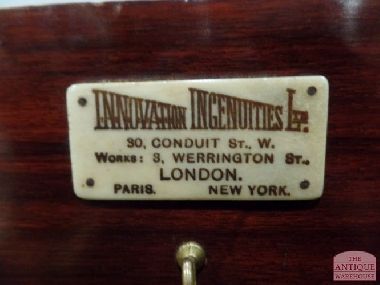 INNOVATION INGENUITIES LTD.
30, CONDUIT ST., W.
WORKS: 3, WERRINGTON ST.,
LONDON.
PARIS. NEW YORK.
THE
ANTIQUE
WAREHOUSE